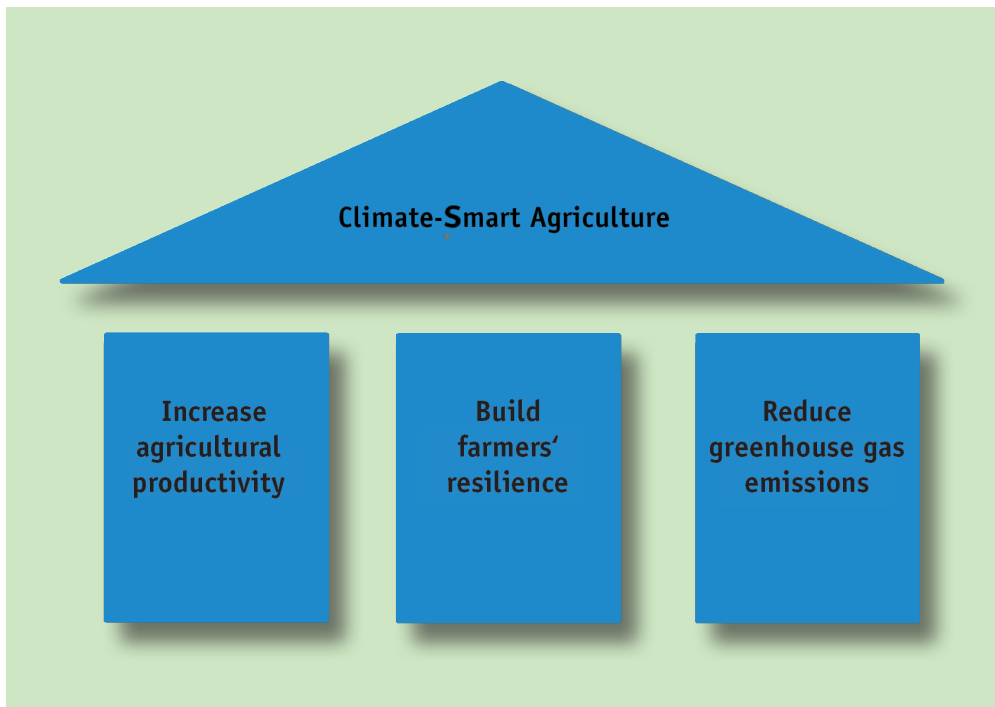 Climate-Smart Agriculture
Increase
agricultural
productivity
Build
farmers‘
resilience
Reduce
greenhouse gas
emissions